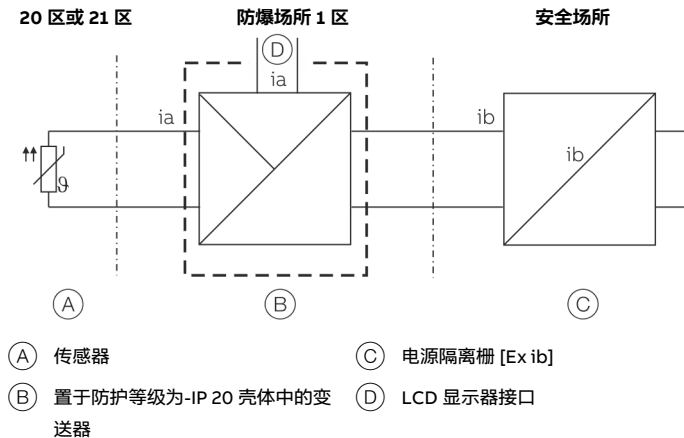 20 区或 21 区
防爆场所 1 区
安全场所
D
ia
ia
ib
ib
ϑ
A
B
C
A 传感器
B 置于防护等级为-IP 20 壳体中的变
送器
C 电源隔离栅 [Ex ib]
D LCD 显示器接口